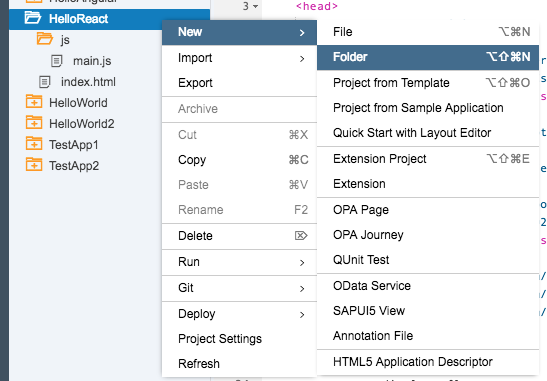 HelloAngular
HelloReact
js
main.js
index.html
HelloWorld
HelloWorld2
TestApp1
TestApp2
3
<head>
New
Import
Export
Archive
Cut ⌘X
Copy ⌘C
Paste ⌘V
Rename F2
Delete ⌦
Run
Git
Deploy
Project Settings
Refresh
File ⌥⌘N
Folder ⌥⇧⌘N
Project from Template ⌥⇧⌘O
Project from Sample Application
Quick Start with Layout Editor
Extension Project ⌥⇧⌘E
Extension
OPA Page
OPA Journey
QUnit Test
OData Service
SAPUI5 View
Annotation File
HTML5 Application Descriptor